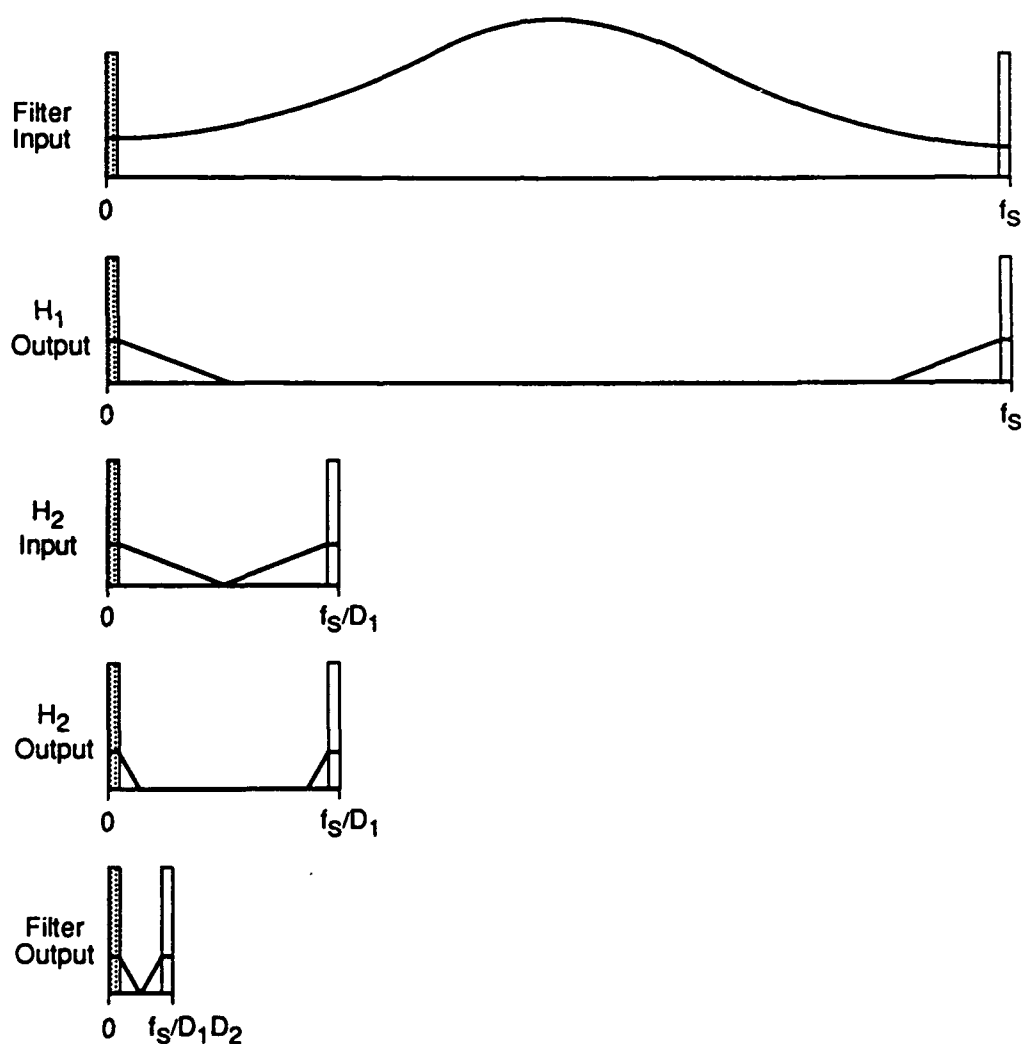 Filter
Input
0 fS
H1
Output
0 fS
H2
Input
0 fS/D1
H2
Output
0 fS/D1
Filter
Output
0 fS/D1D2